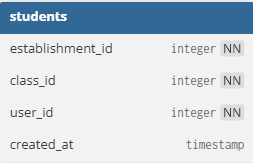 students
establishment_id integer NN
class_id integer NN
user_id integer NN
created_at timestamp